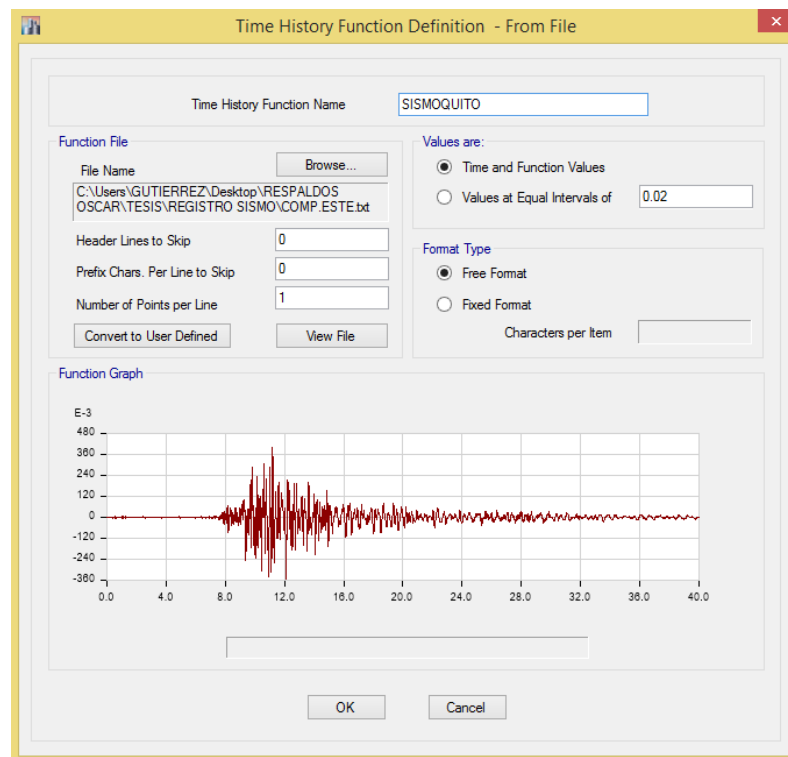 Time History Function Definition - From File
Time History Function Name SISMOQUITO
Function File
File Name Browse...
C:\Users\GUTIERREZ\Desktop\RESPALDOS
OSCAR\TESIS\REGISTRO SISMO\COMP.ESTE.txt
Header Lines to Skip 0
Prefix Chars. Per Line to Skip 0
Number of Points per Line 1
Convert to User Defined View File
Values are:
Time and Function Values
Values at Equal Intervals of 0.02
Format Type
Free Format
Fixed Format
Characters per Item
Function Graph
E-3
480
360
240
120
0
-120
-240
-360
0.0 4.0 8.0 12.0 16.0 20.0 24.0 28.0 32.0 36.0 40.0
OK Cancel